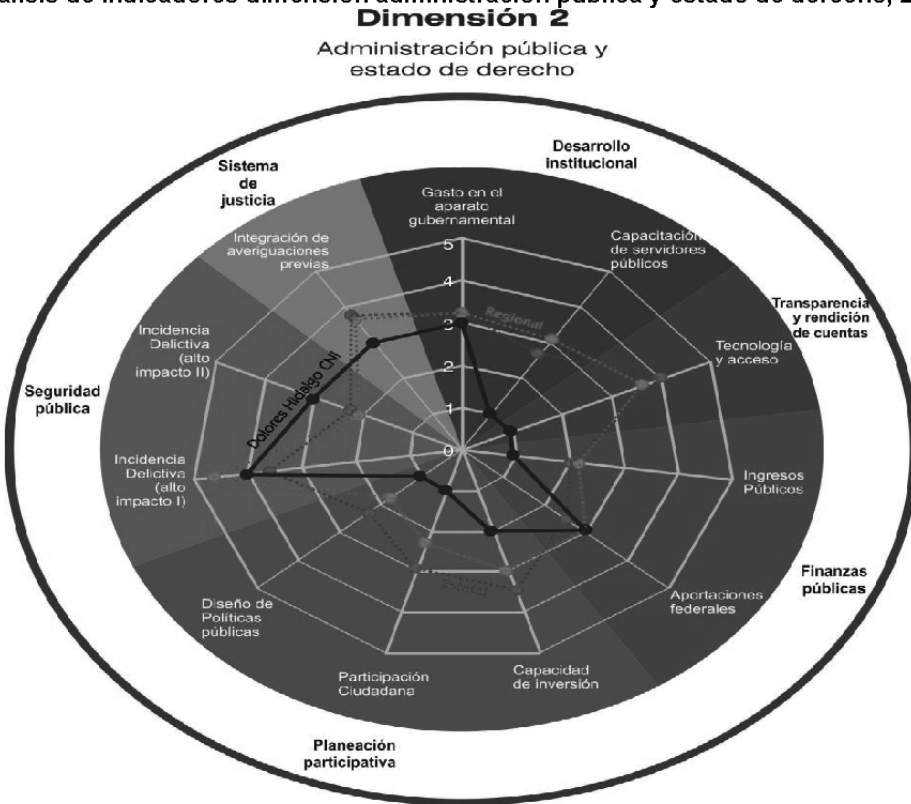 Dimensión 2
Administración pública y
estado de derecho
Desarrollo
institucional
Sistema
de
justicia
Gasto en el
aparato
gubernamental
Integración de
averiguaciones
previas
Capacitación
de servidores
públicos
5
4
3
2
1
0
Regional
Transparencia
y rendición
de cuentas
Tecnología
y acceso
Incidencia
Delictiva
(alto
impacto II)
Dolores Hidalgo CNI
Seguridad
pública
Incidencia
Delictiva
(alto
impacto I)
Ingresos
Públicos
Finanzas
públicas
Aportaciones
federales
Diseño de
Políticas
públicas
Participación
Ciudadana
Capacidad
de inversión
Planeación
participativa